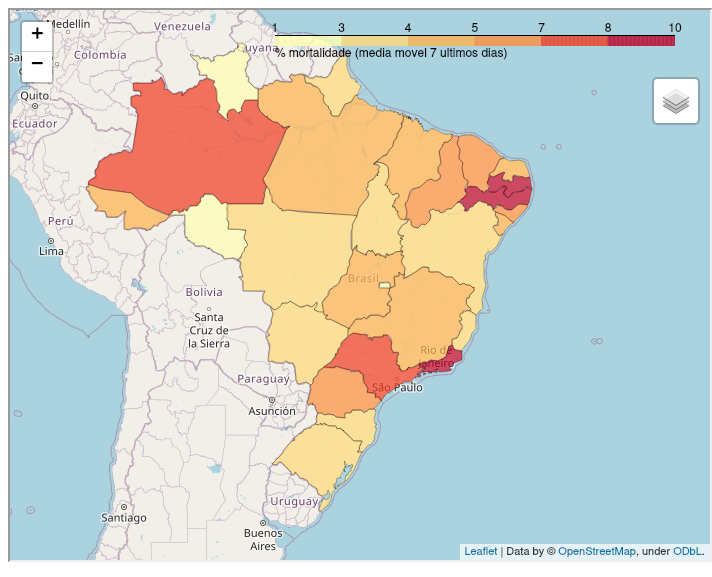 +
−
Medellín
Venezuela
Colombia
uyana
Quito
Ecuador
1 3 4 5 7 8 10
% mortalidade (media movel 7 ultimos dias)
Perú
Lima
Brasil
Bolivia
Santa
Cruz de
la Sierra
Rio de
Janeiro
São Paulo
Paraguay
Asunción
Uruguay
Santiago
Buenos
Aires
Leaflet | Data by © OpenStreetMap, under ODbL.